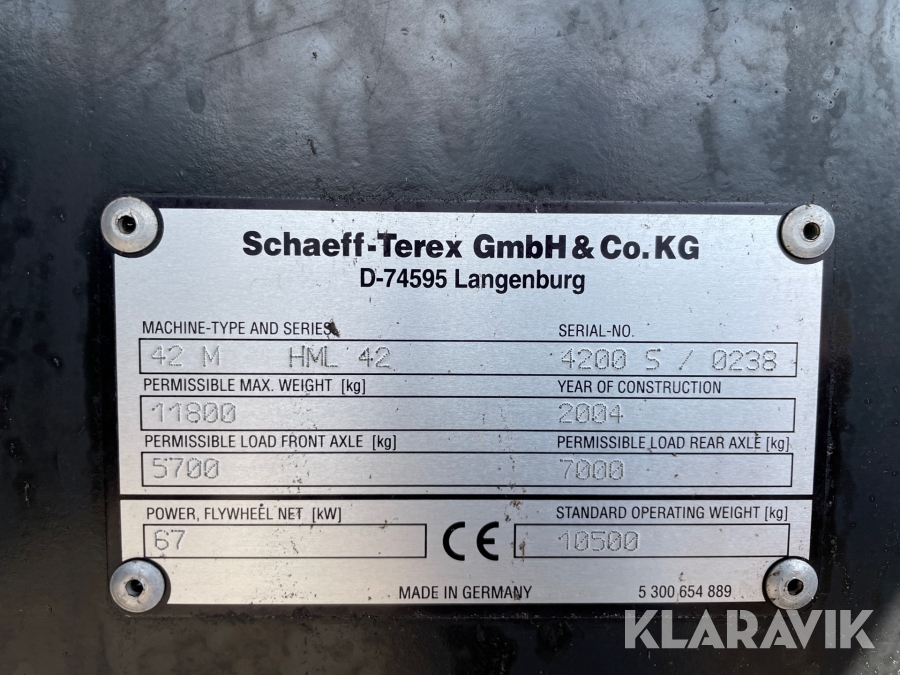 Schaeff-Terex GmbH & Co. KG
D-74595 Langenburg
MACHINE-TYPE AND SERIES SERIAL-NO.
42 M HML 42 4200 S / 0238
PERMISSIBLE MAX. WEIGHT [kg] YEAR OF CONSTRUCTION
11800 2004
PERMISSIBLE LOAD FRONT AXLE [kg] PERMISSIBLE LOAD REAR AXLE [kg]
5700 7000
POWER, FLYWHEEL NET [kW] STANDARD OPERATING WEIGHT [kg]
67 CE 10500
MADE IN GERMANY 5 300 654 889
KLARAVIK